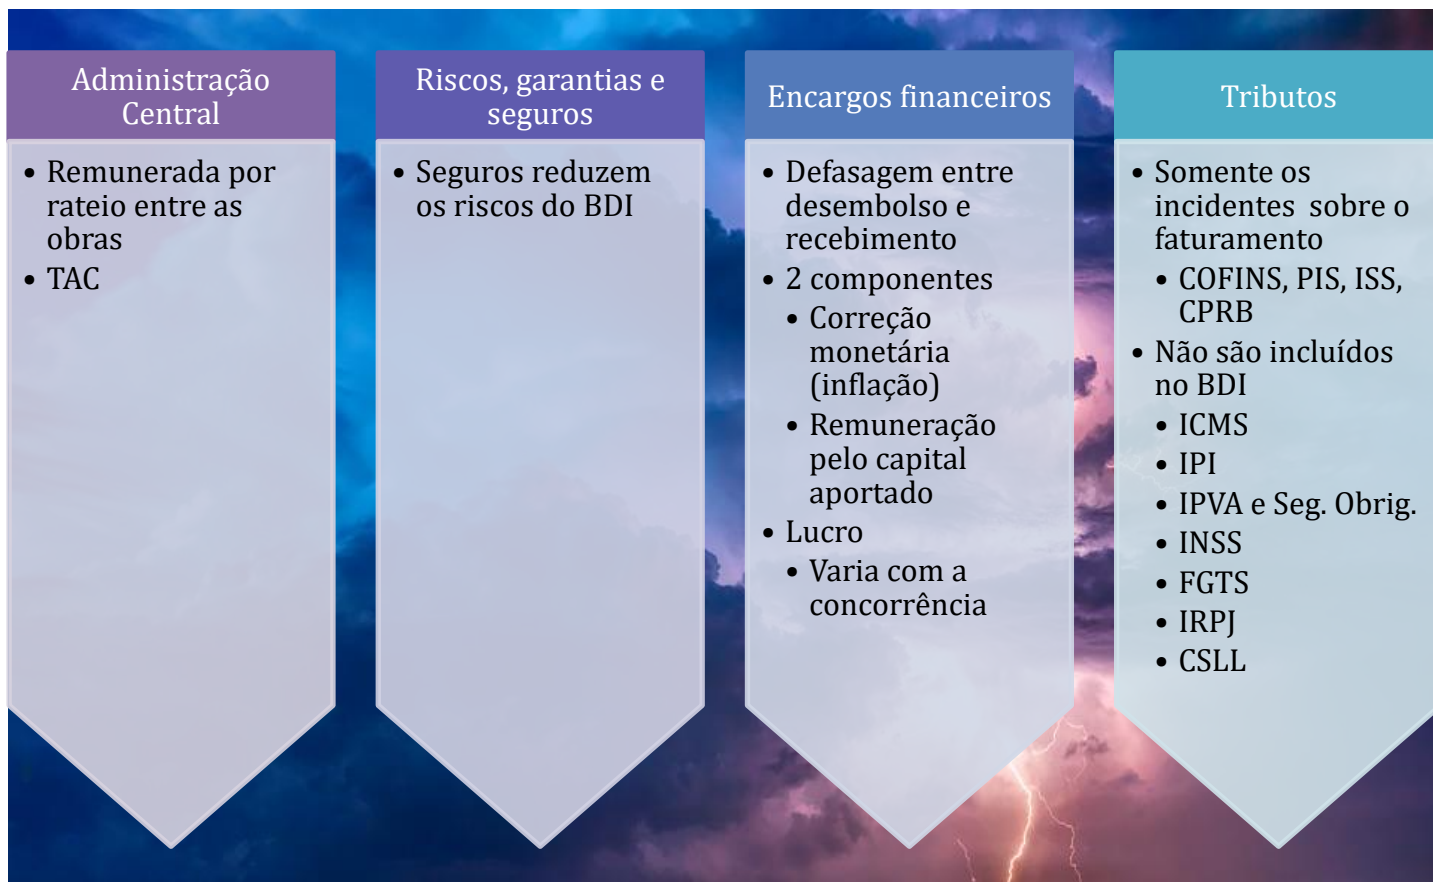 Administração
Central
• Remunerada por
rateio entre as
obras
• TAC
Riscos, garantias e
seguros
• Seguros reduzem
os riscos do BDI
Encargos financeiros
• Defasagem entre
desembolso e
recebimento
• 2 componentes
• Correção
monetária
(inflação)
• Remuneração
pelo capital
aportado
• Lucro
• Varia com a
concorrência
Tributos
• Somente os
incidentes sobre o
faturamento
• COFINS, PIS, ISS,
CPRB
• Não são incluídos
no BDI
• ICMS
• IPI
• IPVA e Seg. Obrig.
• INSS
• FGTS
• IRPJ
• CSLL